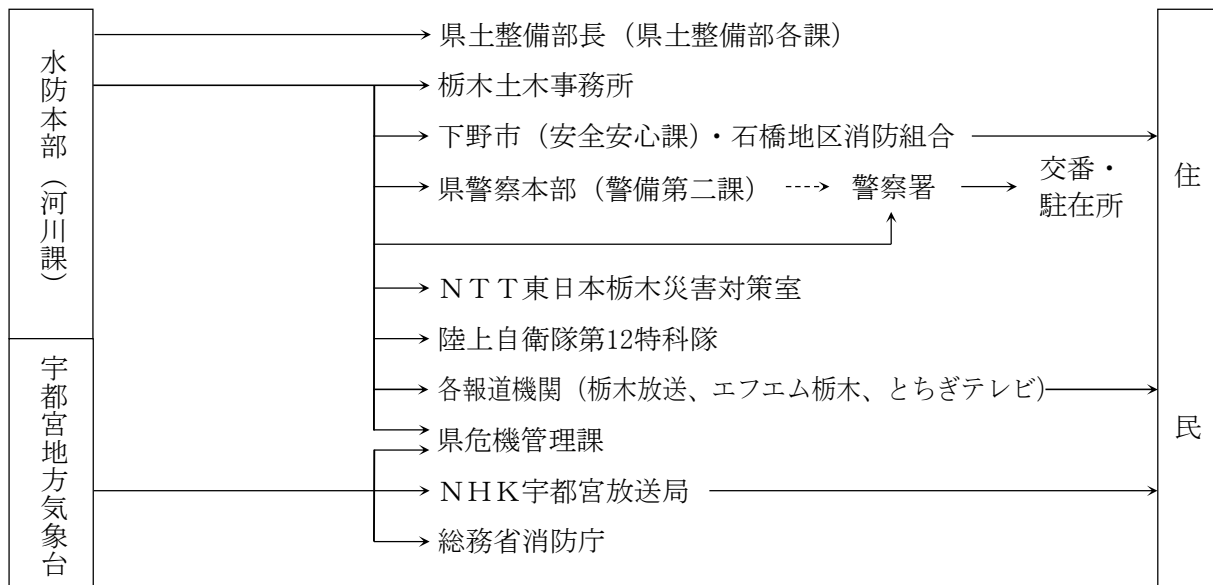 水防本部（河川課）
宇都宮地方気象台
県土整備部長（県土整備部各課）
栃木土木事務所
下野市（安全安心課）・石橋地区消防組合
県警察本部（警備第二課）
警察署
交番・
駐在所
ＮＴＴ東日本栃木災害対策室
陸上自衛隊第12特科隊
各報道機関（栃木放送、エフエム栃木、とちぎテレビ）
県危機管理課
ＮＨＫ宇都宮放送局
総務省消防庁
住民